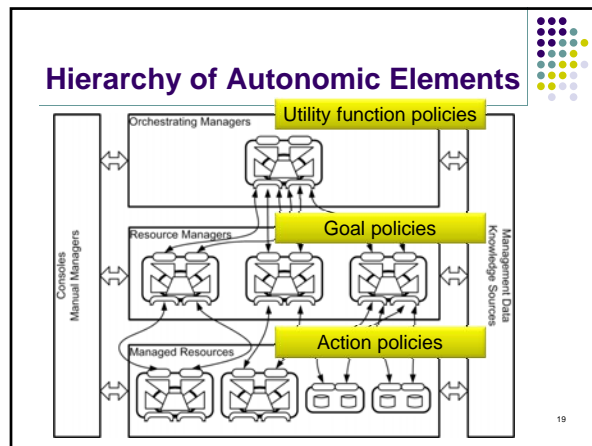 Hierarchy of Autonomic Elements
Utility function policies
Orchestrating Managers
Goal policies
Resource Managers
Action policies
Managed Resources
Consoles
Manual Managers
Management Data
Knowledge Sources
19